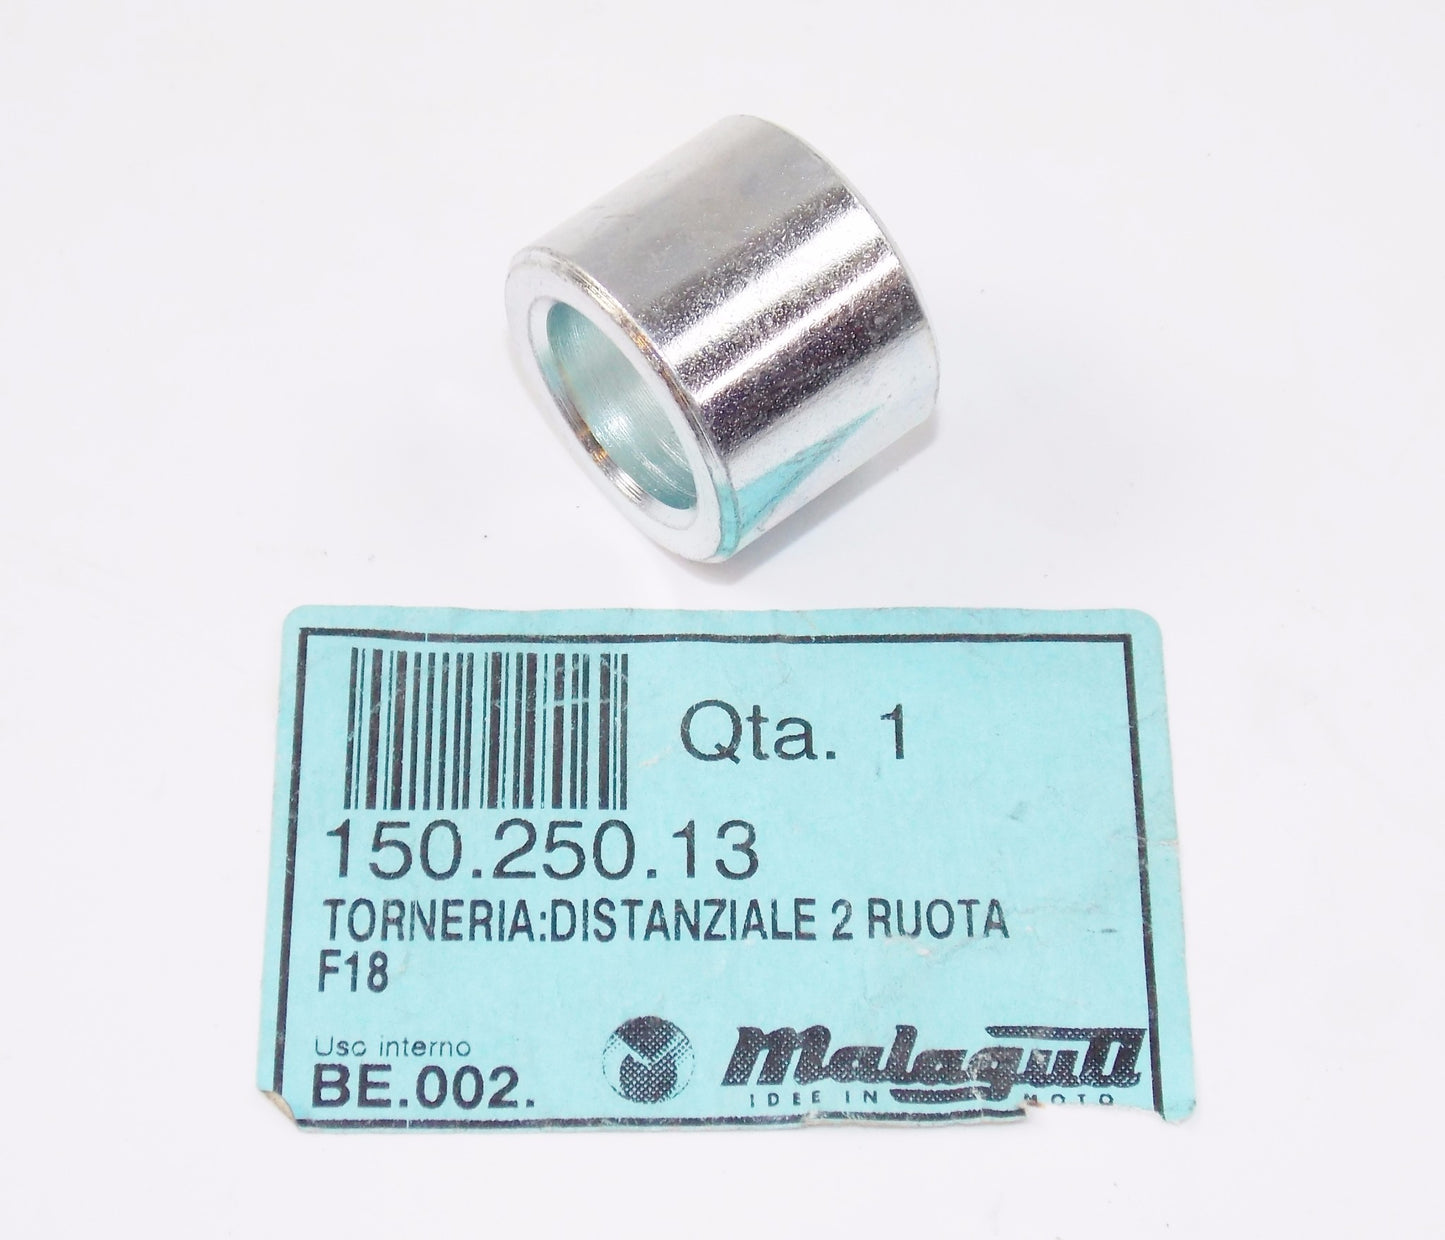 Qta. 1
150.250.13
TORNERIA:DISTANZIALE 2 RUOTA
F18
Uso interno
BE.002.
Malaguti
IDEE IN MOTO